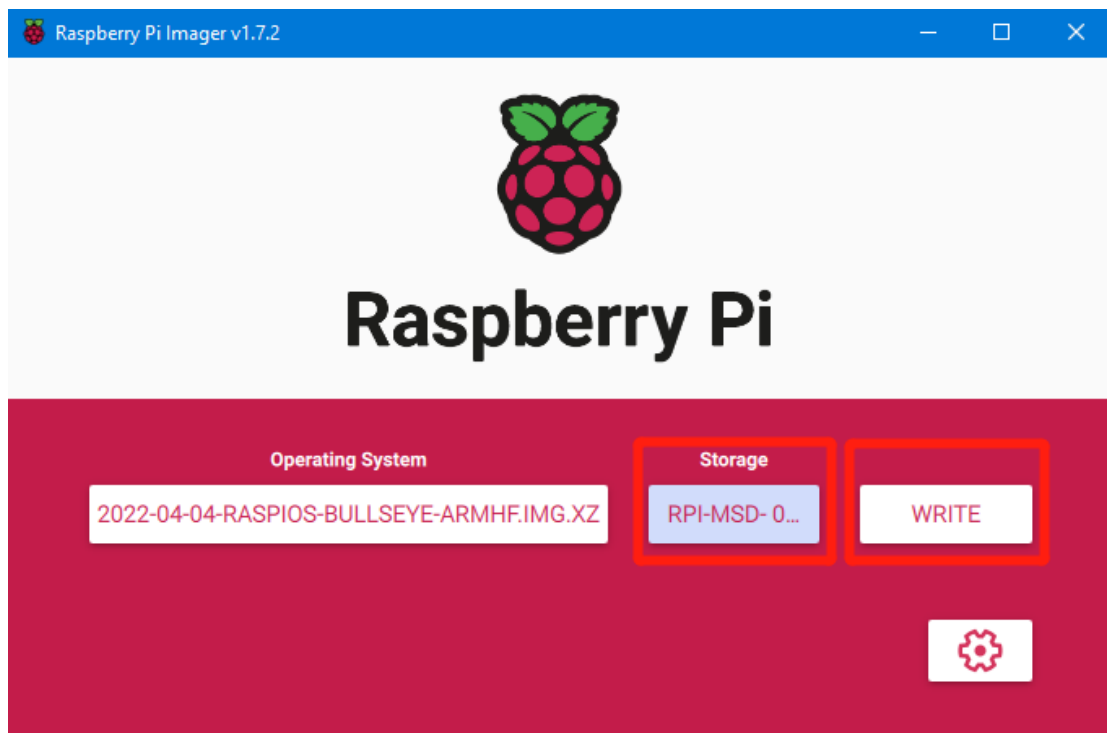 Raspberry Pi Imager v1.7.2
Raspberry Pi
Operating System
Storage
2022-04-04-RASPIOS-BULLSEYE-ARMHF.IMG.XZ
RPI-MSD- 0...
WRITE